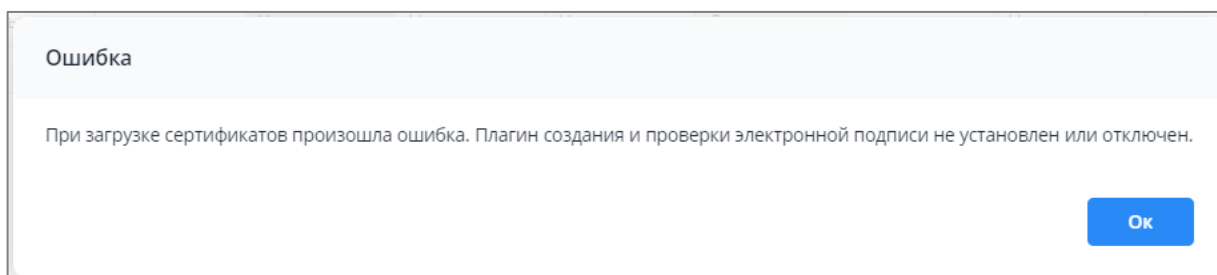 Ошибка
При загрузке сертификатов произошла ошибка. Плагин создания и проверки электронной подписи не установлен или отключен.
Ок